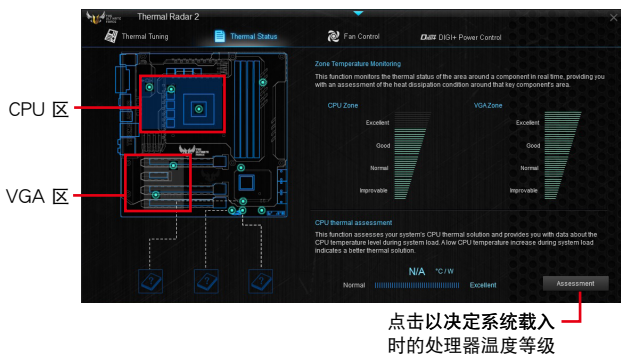 Thermal Radar 2
Thermal Tuning
Thermal Status
Fan Control
DIGI+ Power Control
Zone Temperature Monitoring
This function monitors the thermal status of the area around a component in real time, providing you
with an assessment of the heat dissipation condition around that key component's area.
CPU Zone
VGA Zone
Excellent
Good
Normal
Improvable
Excellent
Good
Normal
Improvable
CPU 区
VGA 区
CPU thermal assessment
This function assesses your system's CPU thermal solution and provides you with data about the
CPU temperature level during system load. A low CPU temperature increase during system load
indicates a better thermal solution.
N/A °C / W
Normal
Excellent
Assessment
点击以决定系统载入
时的处理器温度等级